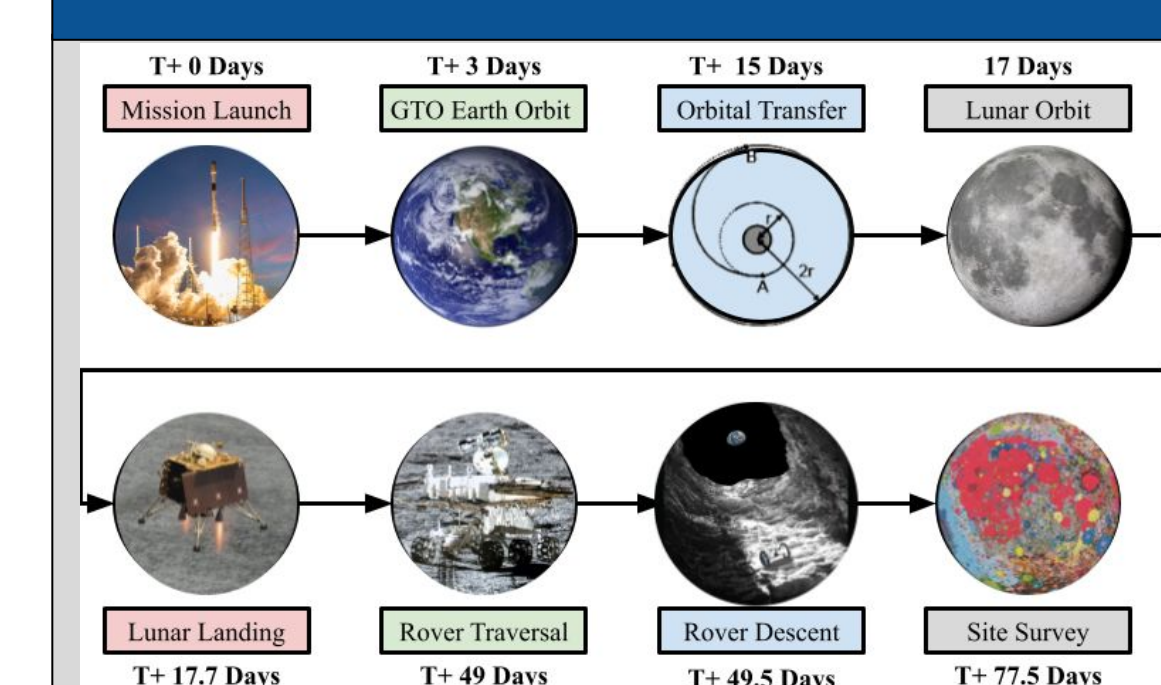 T+ 0 Days
T+ 3 Days
T+ 15 Days
17 Days
Mission Launch
GTO Earth Orbit
Orbital Transfer
Lunar Orbit
B
r
2r
A
Lunar Landing
Rover Traversal
Rover Descent
Site Survey
T+ 17.7 Days
T+ 49 Days
T+ 49.5 Days
T+ 77.5 Days